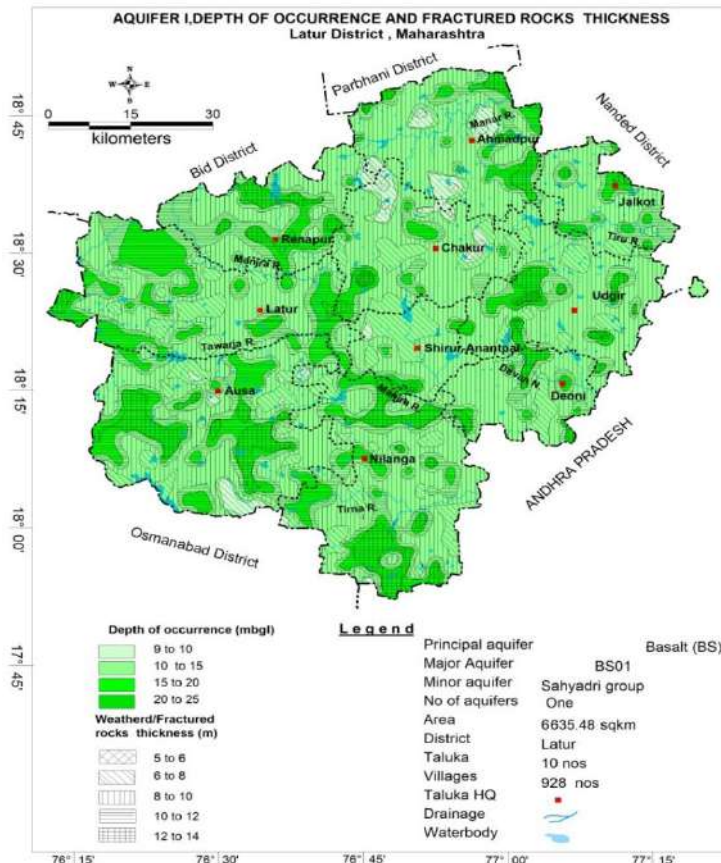 AQUIFER I,DEPTH OF OCCURRENCE AND FRACTURED ROCKS THICKNESS
Latur District , Maharashtra
N
W E
S
0 15 30
kilometers
Parbhani District
Nanded District
Bid District
18° 45'
18° 30'
18° 15'
18° 00'
17° 45'
Manar R.
Ahmadpur
Jalkot
Tiru R.
Renapur
Manjra R.
Chakur
Latur
Udgir
Tawarja R.
Shirur Anantpal
Ausa
Manjra R.
Deoni
Nilanga
Tirna R.
ANDHRA PRADESH
Osmanabad District
Legend
Depth of occurrence (mbgl)
9 to 10
10 to 15
15 to 20
20 to 25
Weatherd/Fractured
rocks thickness (m)
5 to 6
6 to 8
8 to 10
10 to 12
12 to 14
Principal aquifer Basalt (BS)
Major Aquifer BS01
Minor aquifer Sahyadri group
No of aquifers One
Area 6635.48 sqkm
District Latur
Taluka 10 nos
Villages 928 nos
Taluka HQ
Drainage
Waterbody
76° 15' 76° 30' 76° 45' 77° 00' 77° 15'